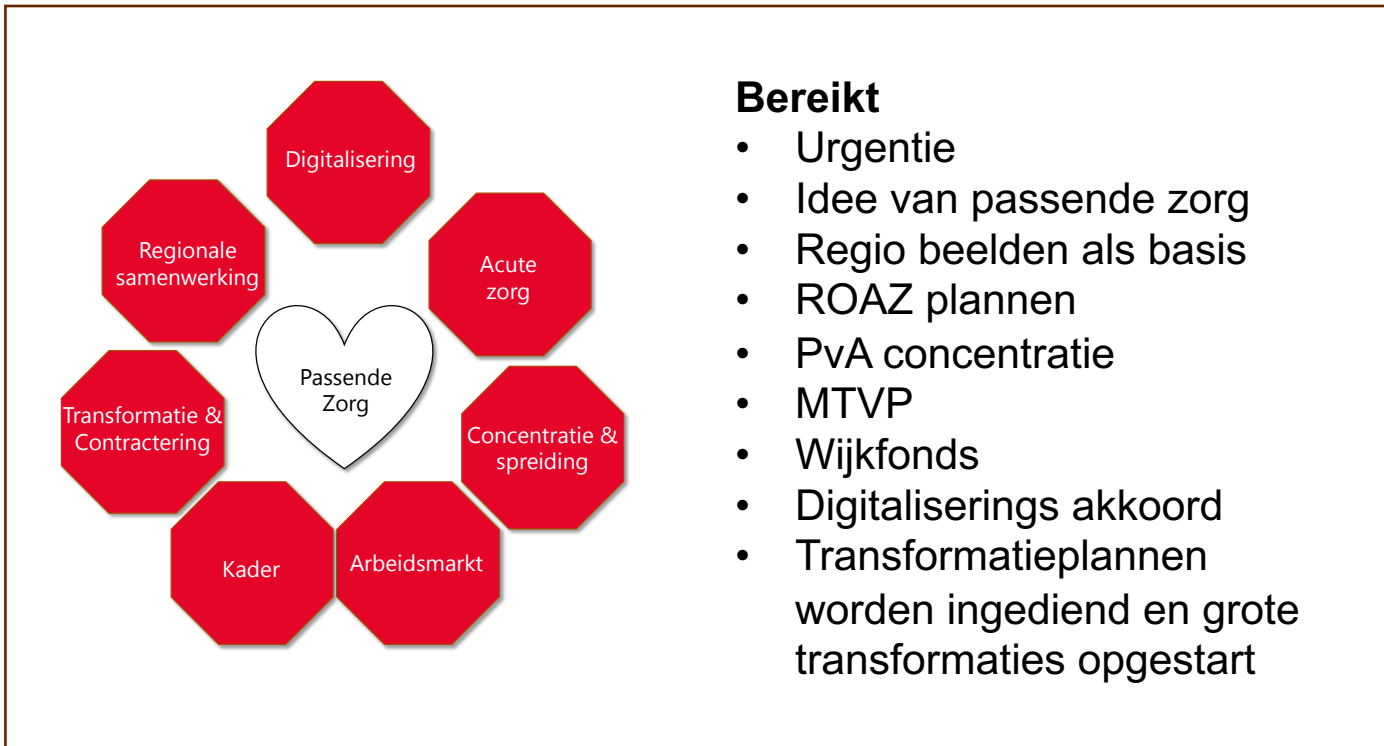 Digitalisering
Regionale
samenwerking
Acute
zorg
Passende
Zorg
Transformatie &
Contractering
Concentratie &
spreiding
Kader
Arbeidsmarkt
Bereikt
• Urgentie
• Idee van passende zorg
• Regio beelden als basis
• ROAZ plannen
• PvA concentratie
• MTVP
• Wijkfonds
• Digitaliserings akkoord
• Transformatieplannen
worden ingediend en grote
transformaties opgestart